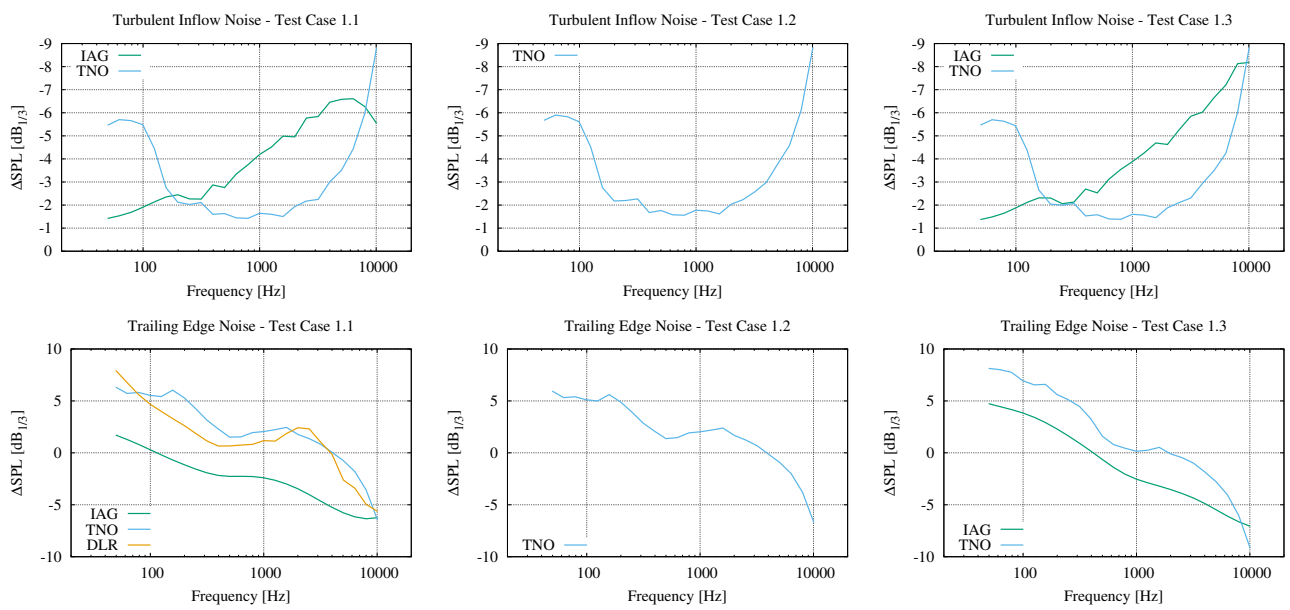 Turbulent Inflow Noise - Test Case 1.1
-9
-8
-7
-6
-5
-4
-3
-2
-1
0
ΔSPL [dB1/3]
IAG
TNO
100
1000
10000
Frequency [Hz]
Turbulent Inflow Noise - Test Case 1.2
-9
-8
-7
-6
-5
-4
-3
-2
-1
0
ΔSPL [dB1/3]
TNO
100
1000
10000
Frequency [Hz]
Turbulent Inflow Noise - Test Case 1.3
-9
-8
-7
-6
-5
-4
-3
-2
-1
0
ΔSPL [dB1/3]
IAG
TNO
100
1000
10000
Frequency [Hz]
Trailing Edge Noise - Test Case 1.1
10
5
0
-5
-10
ΔSPL [dB1/3]
IAG
TNO
DLR
100
1000
10000
Frequency [Hz]
Trailing Edge Noise - Test Case 1.2
10
5
0
-5
-10
ΔSPL [dB1/3]
TNO
100
1000
10000
Frequency [Hz]
Trailing Edge Noise - Test Case 1.3
10
5
0
-5
-10
ΔSPL [dB1/3]
IAG
TNO
100
1000
10000
Frequency [Hz]